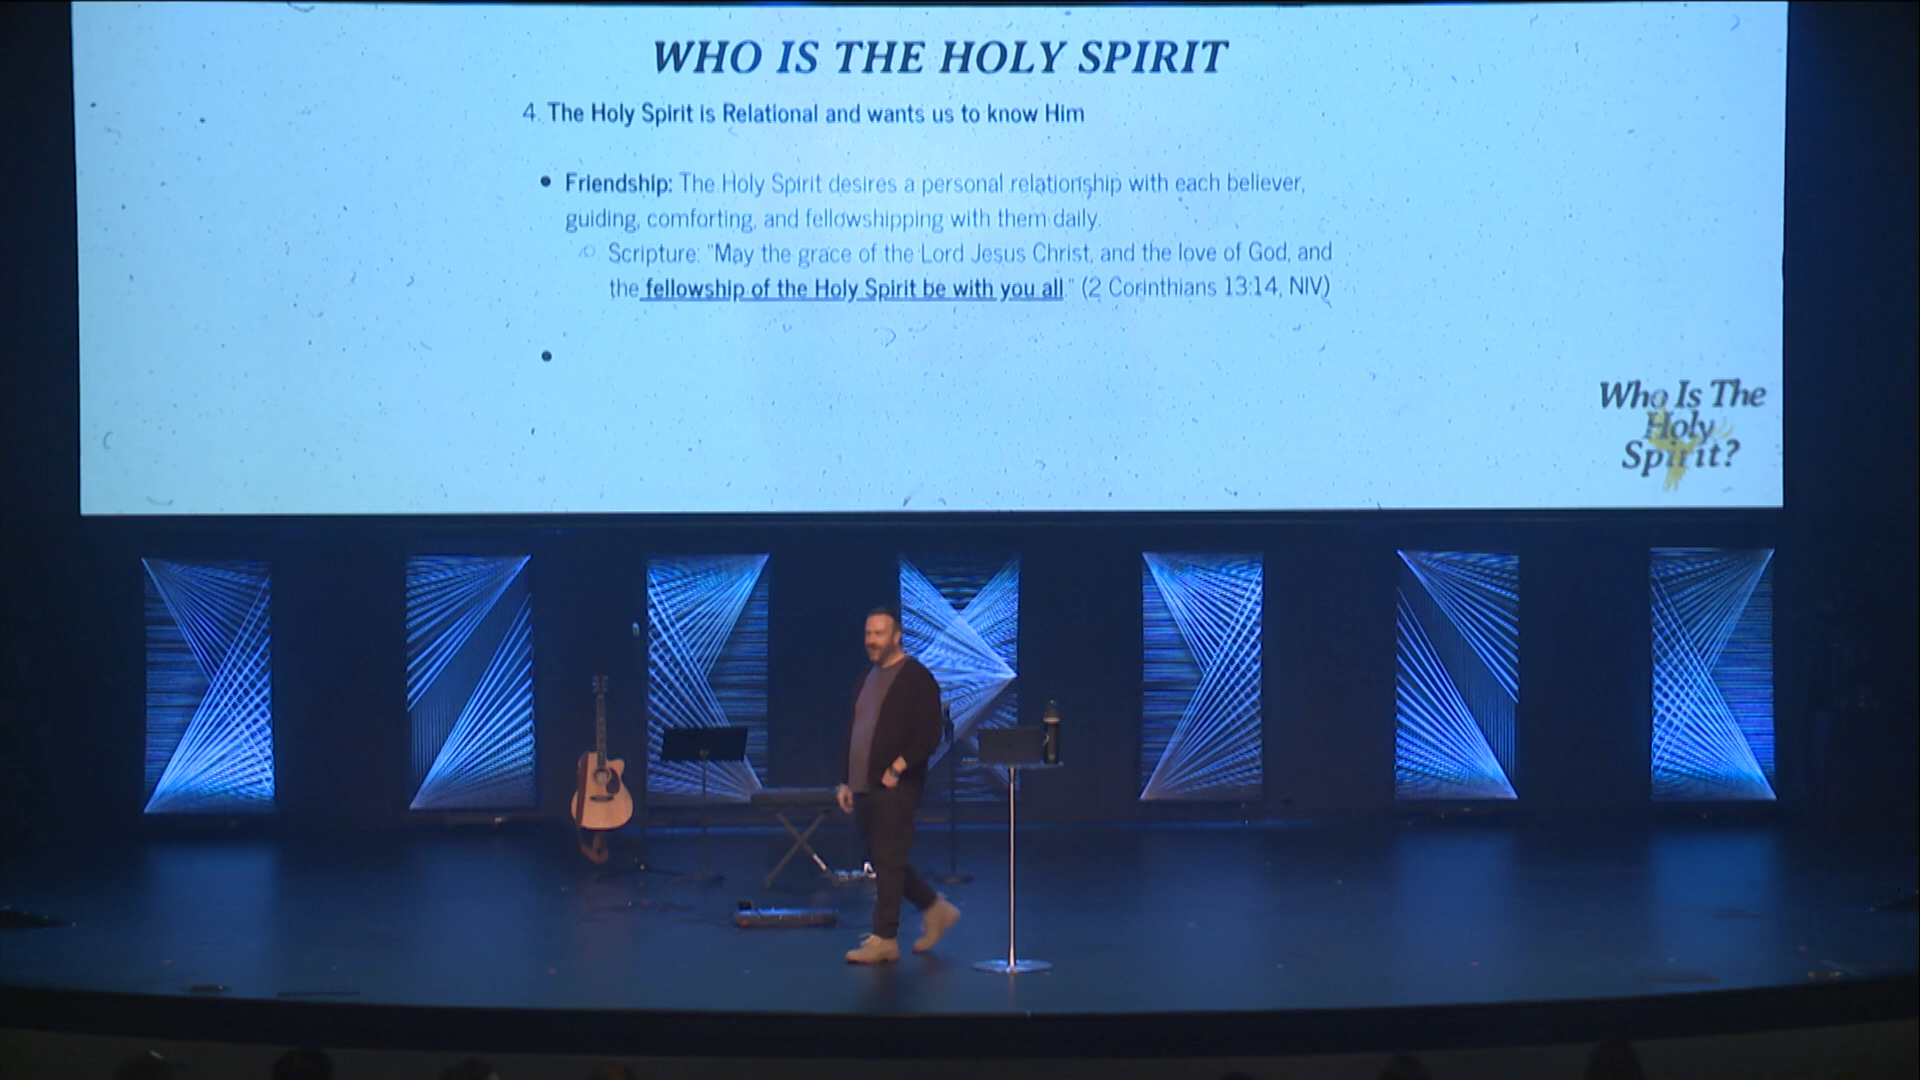 WHO IS THE HOLY SPIRIT
4. The Holy Spirit is Relational and wants us to know Him
• Friendship: The Holy Spirit desires a personal relationship with each believer,
guiding, comforting, and fellowshipping with them daily.
○ Scripture: "May the grace of the Lord Jesus Christ, and the love of God, and
the fellowship of the Holy Spirit be with you all." (2 Corinthians 13:14, NIV)
•
Who Is The
Holy
Spirit?